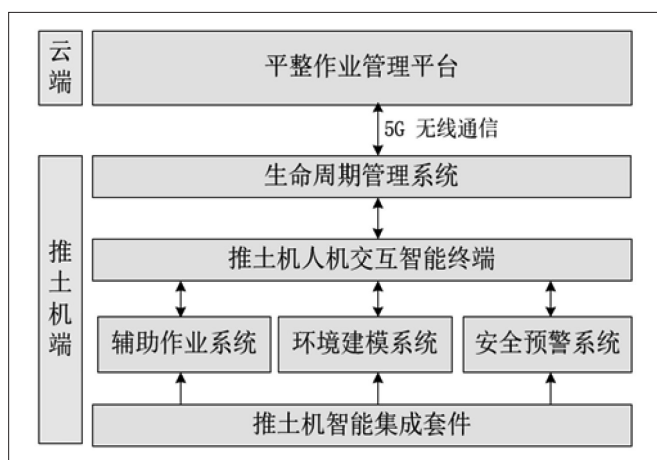 云端
平整作业管理平台
5G 无线通信
推土机端
生命周期管理系统
推土机人机交互智能终端
辅助作业系统
环境建模系统
安全预警系统
推土机智能集成套件